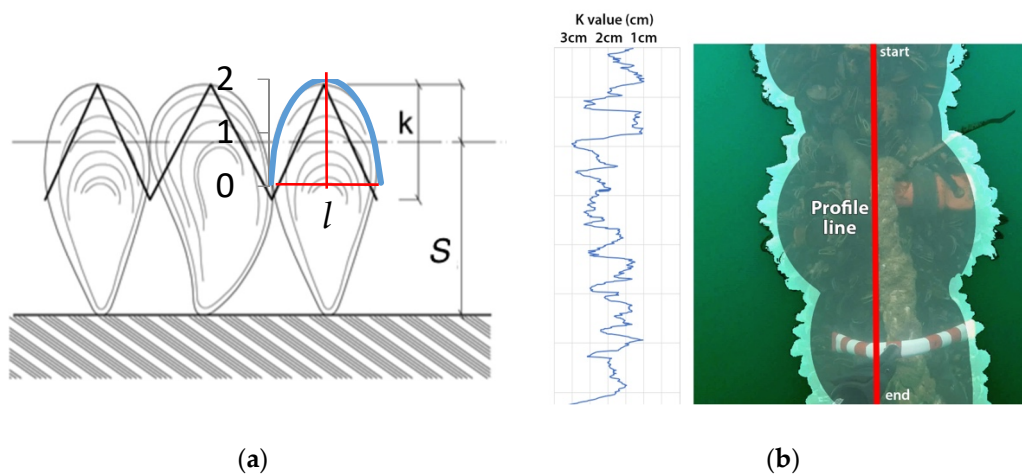 2
1
0
k
S
l
(a)
K value (cm)
3cm 2cm 1cm
start
Profile
line
end
(b)